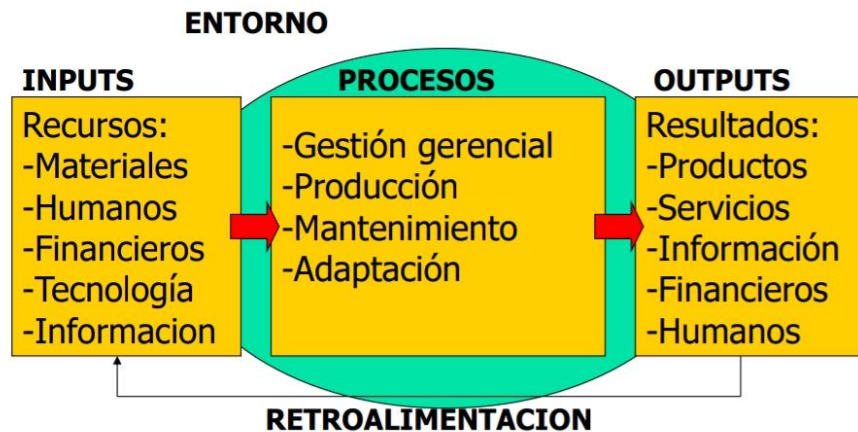 ENTORNO
INPUTS
Recursos:
-Materiales
-Humanos
-Financieros
-Tecnología
-Informacion
PROCESOS
-Gestión gerencial
-Producción
-Mantenimiento
-Adaptación
OUTPUTS
Resultados:
-Productos
-Servicios
-Información
-Financieros
-Humanos
RETROALIMENTACION